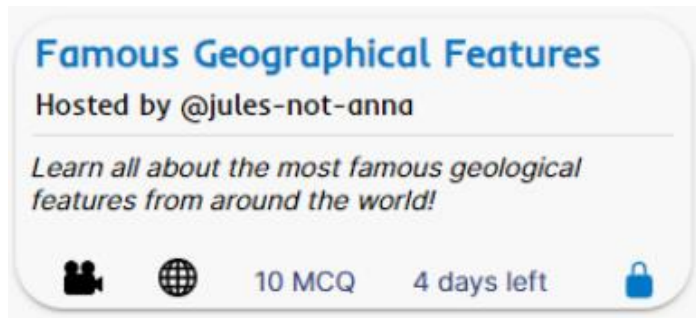 Famous Geographical Features
Hosted by @jules-not-anna
Learn all about the most famous geological
features from around the world!
10 MCQ 4 days left